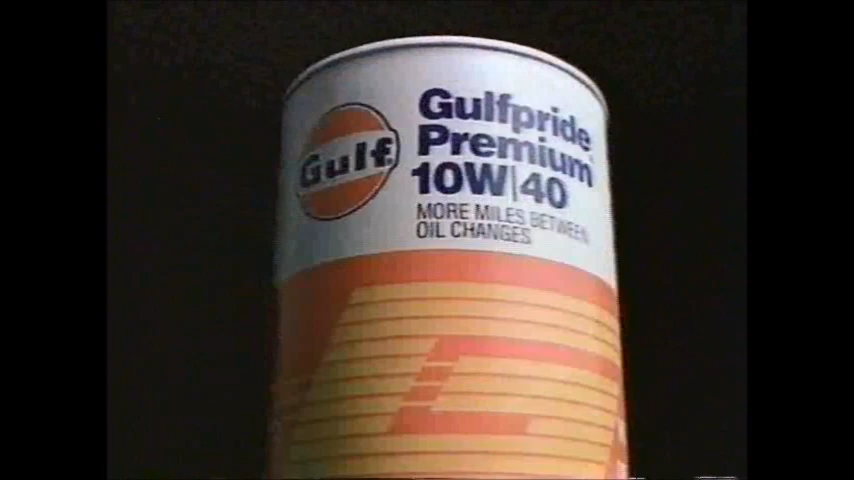 Gulf
Gulfpride
Premium
10W|40
MORE MILES BETWEEN
OIL CHANGES